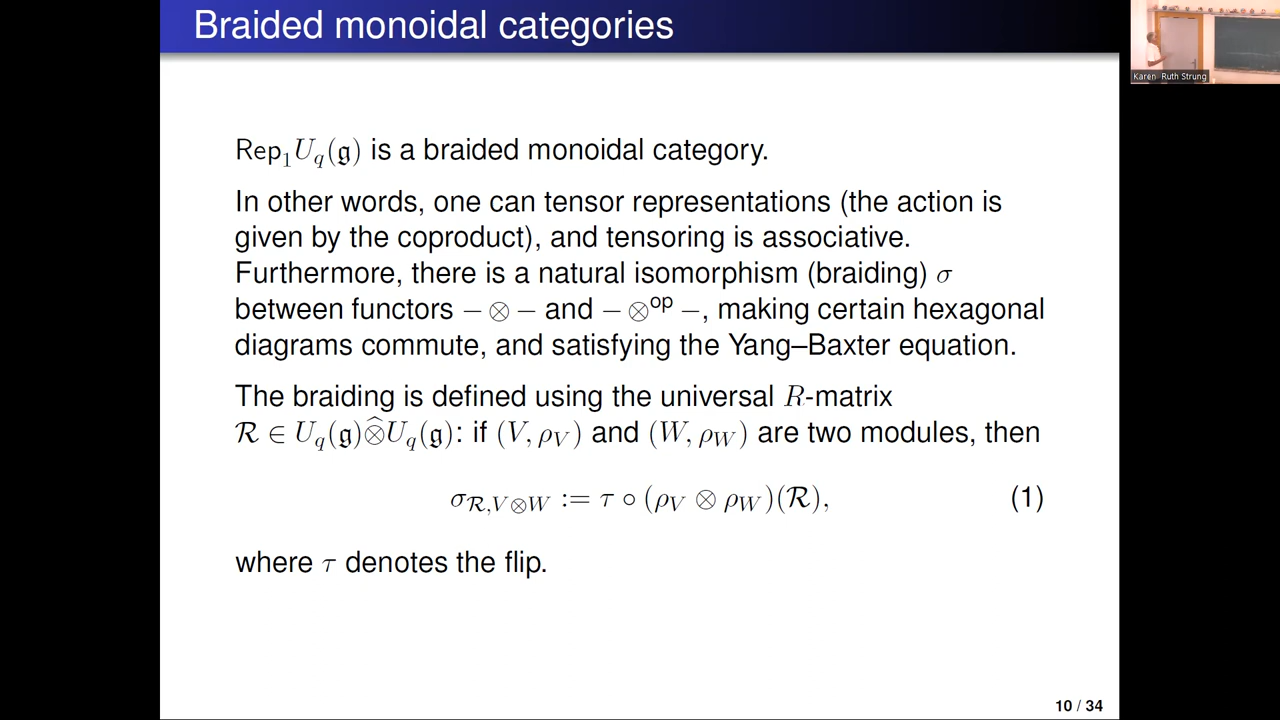 Braided monoidal categories
Karen Ruth Strung
Rep₁U_q(𝔤) is a braided monoidal category.
In other words, one can tensor representations (the action is
given by the coproduct), and tensoring is associative.
Furthermore, there is a natural isomorphism (braiding) σ
between functors − ⊗ − and − ⊗^op −, making certain hexagonal
diagrams commute, and satisfying the Yang–Baxter equation.
The braiding is defined using the universal R-matrix
ℛ ∈ U_q(𝔤)⊗̂U_q(𝔤): if (V, ρ_V) and (W, ρ_W) are two modules, then
σ_{ℛ,V⊗W} := τ ∘ (ρ_V ⊗ ρ_W)(ℛ), (1)
where τ denotes the flip.
10 / 34